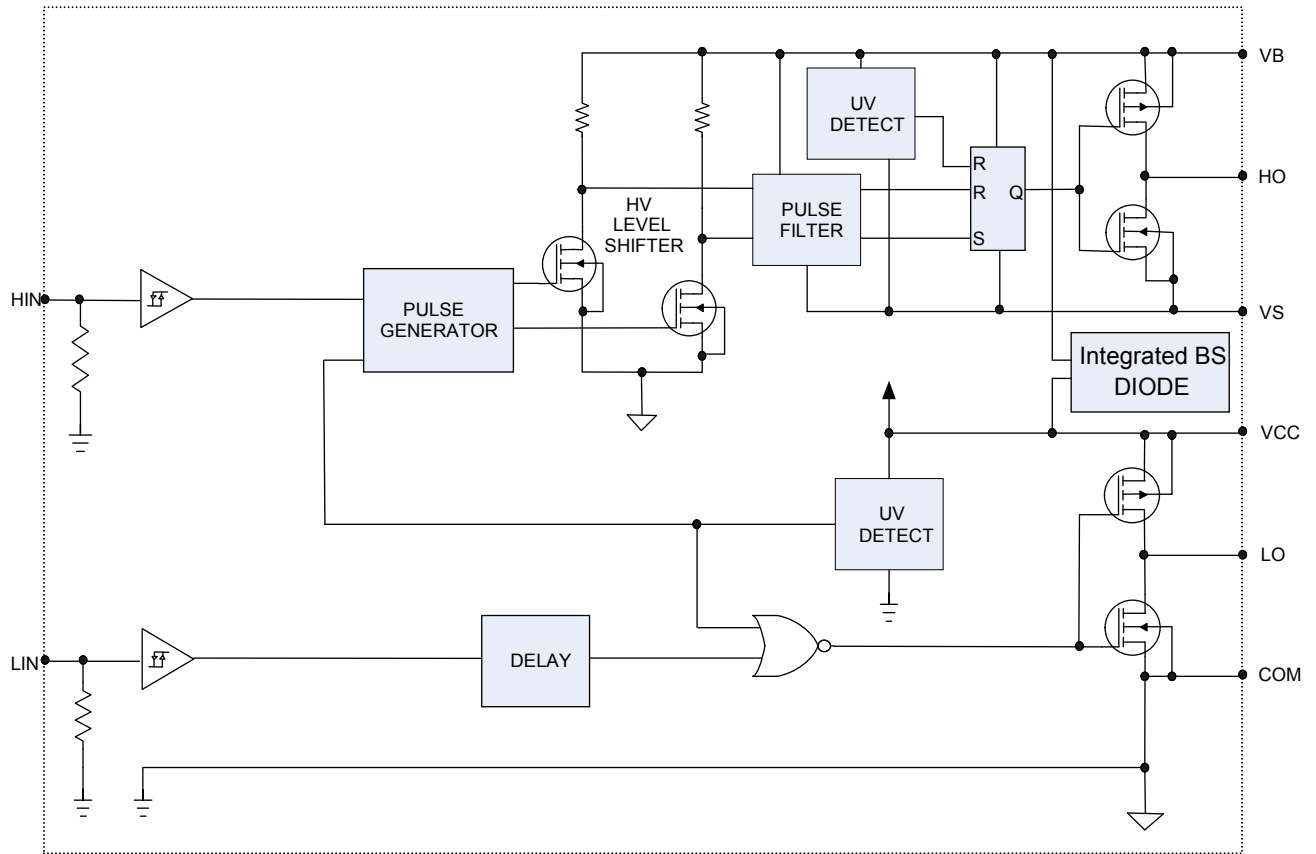 VB
UV
DETECT
R
R
Q
S
HO
HV
LEVEL
SHIFTER
PULSE
FILTER
HIN
PULSE
GENERATOR
VS
Integrated BS
DIODE
VCC
UV
DETECT
LO
LIN
DELAY
COM